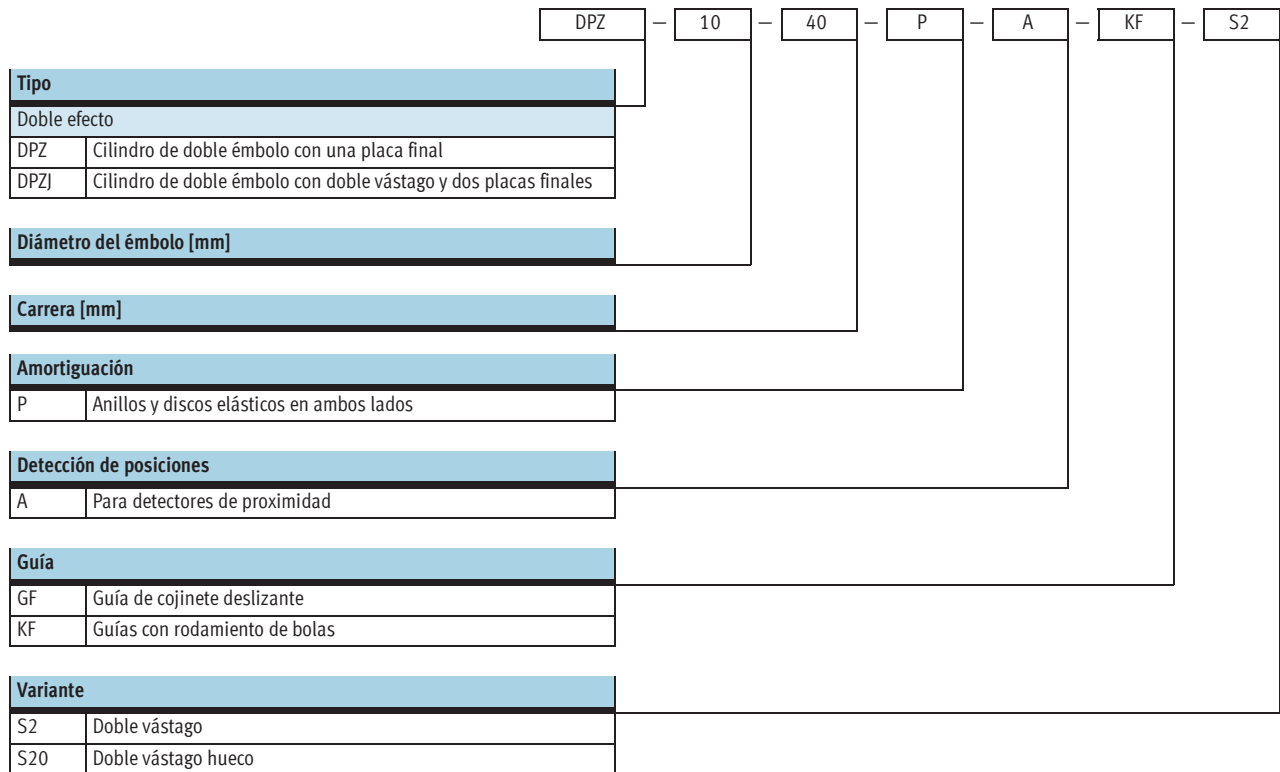 DPZ — 10 — 40 — P — A — KF — S2
Tipo
Doble efecto
DPZ Cilindro de doble émbolo con una placa final
DPZJ Cilindro de doble émbolo con doble vástago y dos placas finales
Diámetro del émbolo [mm]
Carrera [mm]
Amortiguación
P Anillos y discos elásticos en ambos lados
Detección de posiciones
A Para detectores de proximidad
Guía
GF Guía de cojinete deslizante
KF Guías con rodamiento de bolas
Variante
S2 Doble vástago
S20 Doble vástago hueco